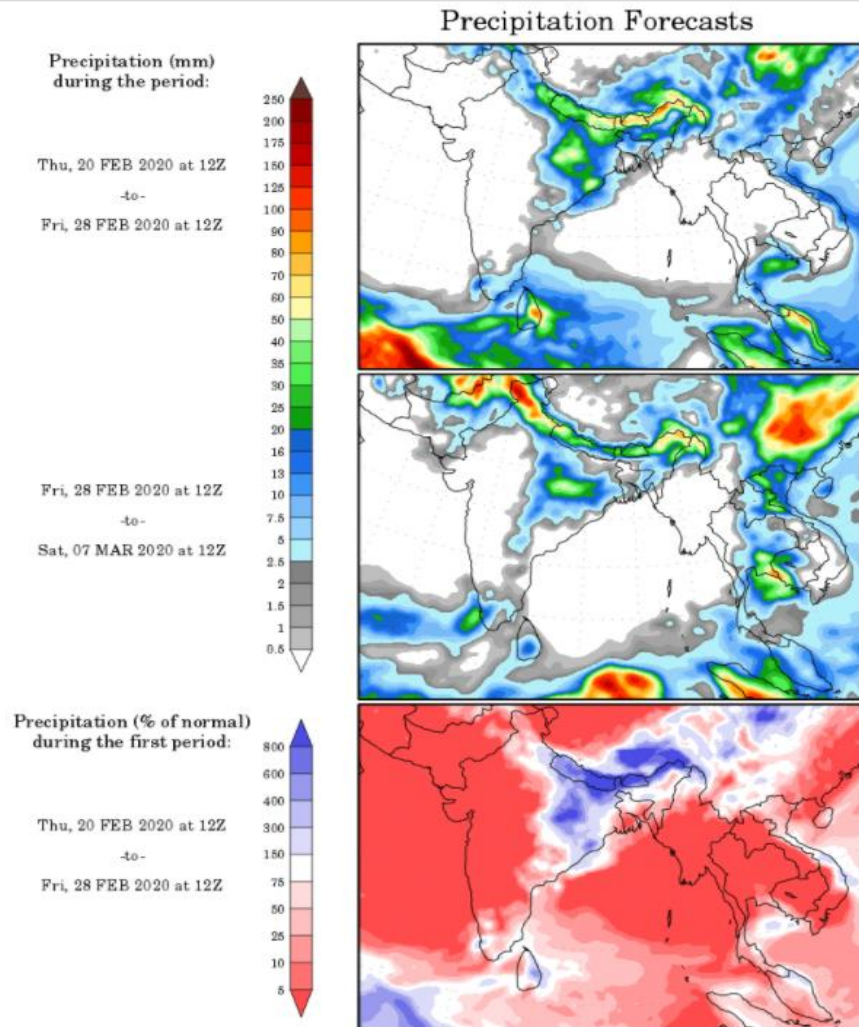 Precipitation Forecasts
Precipitation (mm)
during the period:
Thu, 20 FEB 2020 at 12Z
-to-
Fri, 28 FEB 2020 at 12Z
250
200
175
150
125
100
90
80
70
60
50
40
35
30
25
20
16
13
10
7.5
5
2.5
2
1.5
1
0.5
Fri, 28 FEB 2020 at 12Z
-to-
Sat, 07 MAR 2020 at 12Z
Precipitation (% of normal)
during the first period:
Thu, 20 FEB 2020 at 12Z
-to-
Fri, 28 FEB 2020 at 12Z
800
600
400
300
150
75
50
25
10
5